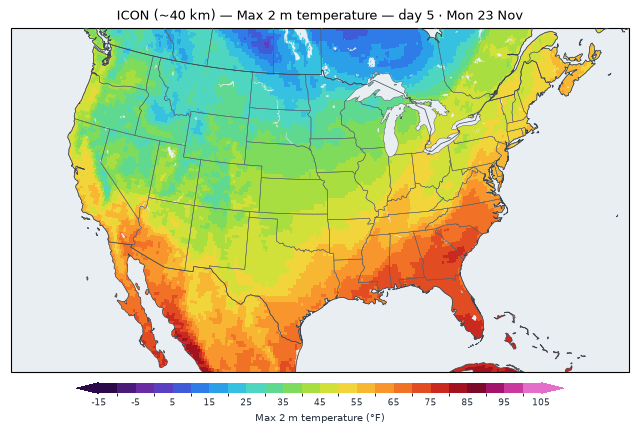 ICON (~40 km) — Max 2 m temperature — day 5 · Mon 23 Nov
-15 -5 5 15 25 35 45 55 65 75 85 95 105
Max 2 m temperature (°F)